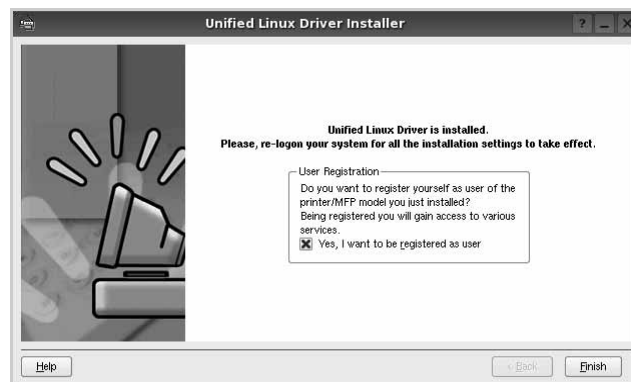 Unified Linux Driver Installer
Unified Linux Driver is installed.
Please, re-logon your system for all the installation settings to take effect.
User Registration
Do you want to register yourself as user of the
printer/MFP model you just installed?
Being registered you will gain access to various
services.
Yes, I want to be registered as user
Help
< Back
Finish